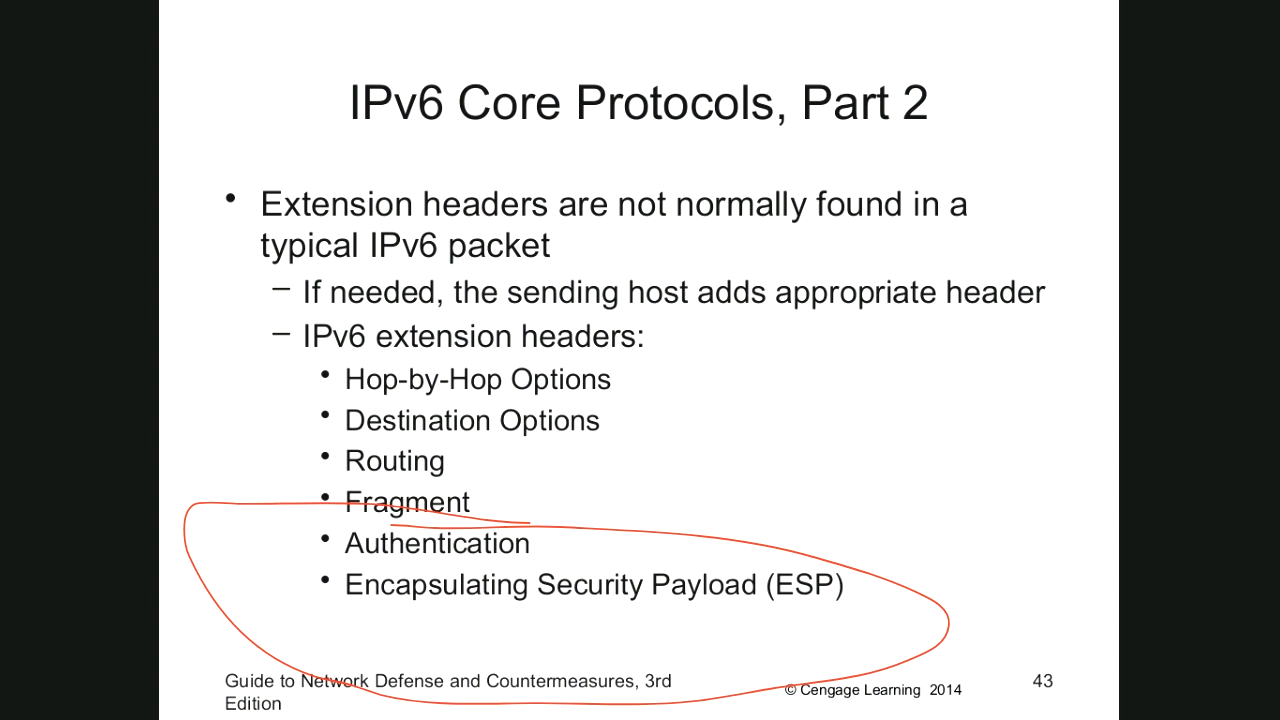 IPv6 Core Protocols, Part 2
• Extension headers are not normally found in a
typical IPv6 packet
– If needed, the sending host adds appropriate header
– IPv6 extension headers:
• Hop-by-Hop Options
• Destination Options
• Routing
• Fragment
• Authentication
• Encapsulating Security Payload (ESP)
Guide to Network Defense and Countermeasures, 3rd
Edition
© Cengage Learning 2014
43